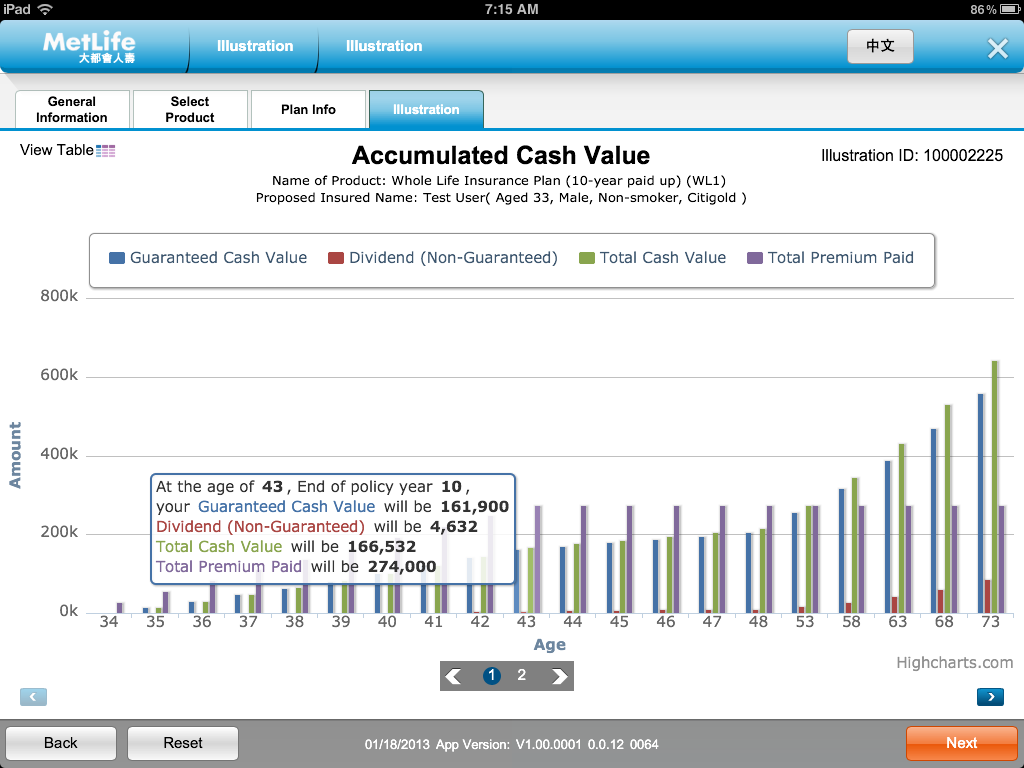 iPad 7:15 AM 86%
MetLife
大都會人壽
Illustration Illustration 中文
General Information
Select Product
Plan Info
Illustration
View Table
Accumulated Cash Value
Illustration ID: 100002225
Name of Product: Whole Life Insurance Plan (10-year paid up) (WL1)
Proposed Insured Name: Test User( Aged 33, Male, Non-smoker, Citigold )
Guaranteed Cash Value Dividend (Non-Guaranteed) Total Cash Value Total Premium Paid
800k
600k
400k
200k
0k
Amount
At the age of 43 , End of policy year 10 ,
your Guaranteed Cash Value will be 161,900
Dividend (Non-Guaranteed) will be 4,632
Total Cash Value will be 166,532
Total Premium Paid will be 274,000
34 35 36 37 38 39 40 41 42 43 44 45 46 47 48 53 58 63 68 73
Age
Highcharts.com
1 2
Back Reset 01/18/2013 App Version: V1.00.0001 0.0.12 0064 Next